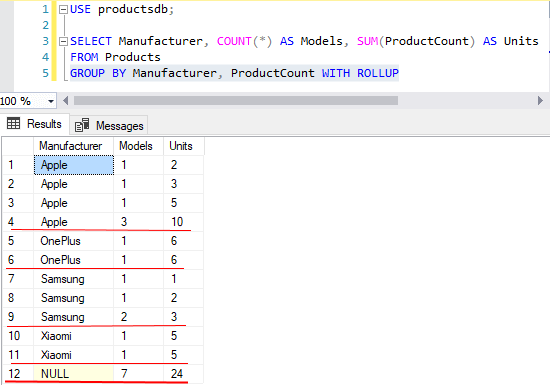 1 USE productsdb;
2
3 SELECT Manufacturer, COUNT(*) AS Models, SUM(ProductCount) AS Units
4 FROM Products
5 GROUP BY Manufacturer, ProductCount WITH ROLLUP
100 %
Results Messages
Manufacturer Models Units
1 Apple 1 2
2 Apple 1 3
3 Apple 1 5
4 Apple 3 10
5 OnePlus 1 6
6 OnePlus 1 6
7 Samsung 1 1
8 Samsung 1 2
9 Samsung 2 3
10 Xiaomi 1 5
11 Xiaomi 1 5
12 NULL 7 24